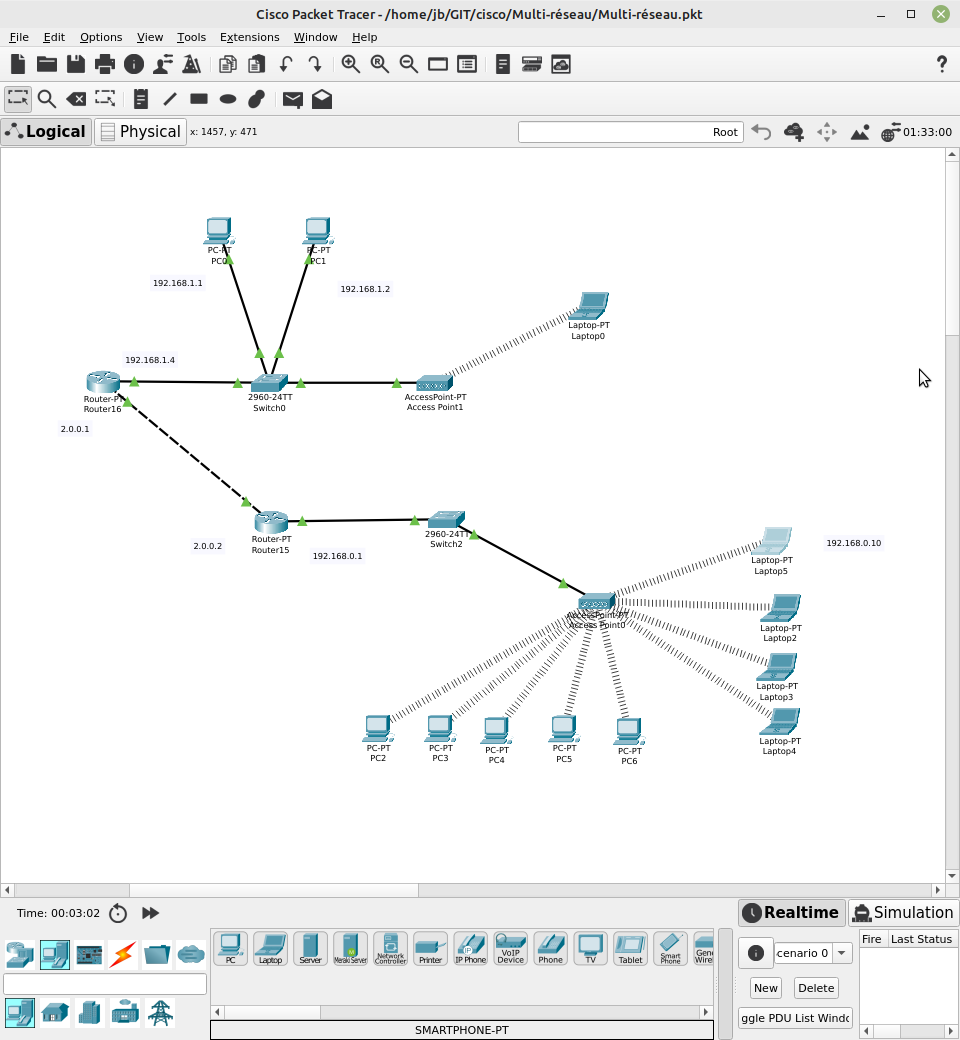 Cisco Packet Tracer - /home/jb/GIT/cisco/Multi-réseau/Multi-réseau.pkt
File Edit Options View Tools Extensions Window Help
Logical Physical x: 1457, y: 471 Root 01:33:00
PC-PT
PC0
PC-PT
PC1
192.168.1.1
192.168.1.2
Laptop-PT
Laptop0
192.168.1.4
Router-PT
Router16
2960-24TT
Switch0
AccessPoint-PT
Access Point1
2.0.0.1
2.0.0.2
Router-PT
Router15
192.168.0.1
2960-24TT
Switch2
192.168.0.10
Laptop-PT
Laptop5
AccessPoint-PT
Access Point0
Laptop-PT
Laptop2
Laptop-PT
Laptop3
Laptop-PT
Laptop4
PC-PT
PC2
PC-PT
PC3
PC-PT
PC4
PC-PT
PC5
PC-PT
PC6
Time: 00:03:02
Realtime Simulation
PC
Laptop
Server
Meraki Server
Network
Controller
Printer
IP Phone
VoIP
Device
Phone
TV
Tablet
Smart
Phone
SMARTPHONE-PT
cenario 0
New Delete
ggle PDU List Windo
Fire Last Status